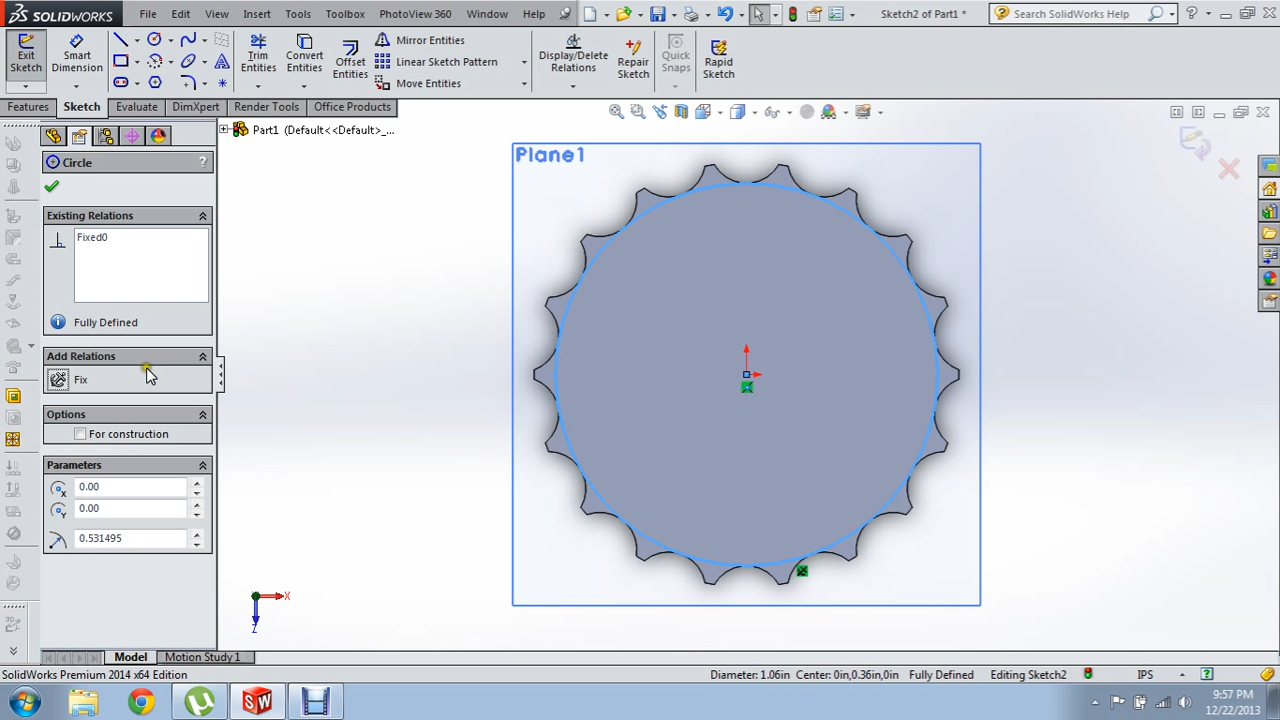 SOLIDWORKS
File
Edit
View
Insert
Tools
Toolbox
PhotoView 360
Window
Help
Sketch2 of Part1 *
Search SolidWorks Help
Exit
Sketch
Smart
Dimension
Trim
Entities
Convert
Entities
Offset
Entities
Mirror Entities
Linear Sketch Pattern
Move Entities
Display/Delete
Relations
Repair
Sketch
Quick
Snaps
Rapid
Sketch
Features
Sketch
Evaluate
DimXpert
Render Tools
Office Products
Part1 (Default<<Default>_...
Circle
?
Existing Relations
Fixed0
Fully Defined
Add Relations
Fix
Options
For construction
Parameters
0.00
0.00
0.531495
Plane1
X
Z
Model
Motion Study 1
SolidWorks Premium 2014 x64 Edition
Diameter: 1.06in
Center: 0in,0.36in,0in
Fully Defined
Editing Sketch2
IPS
9:57 PM
12/22/2013